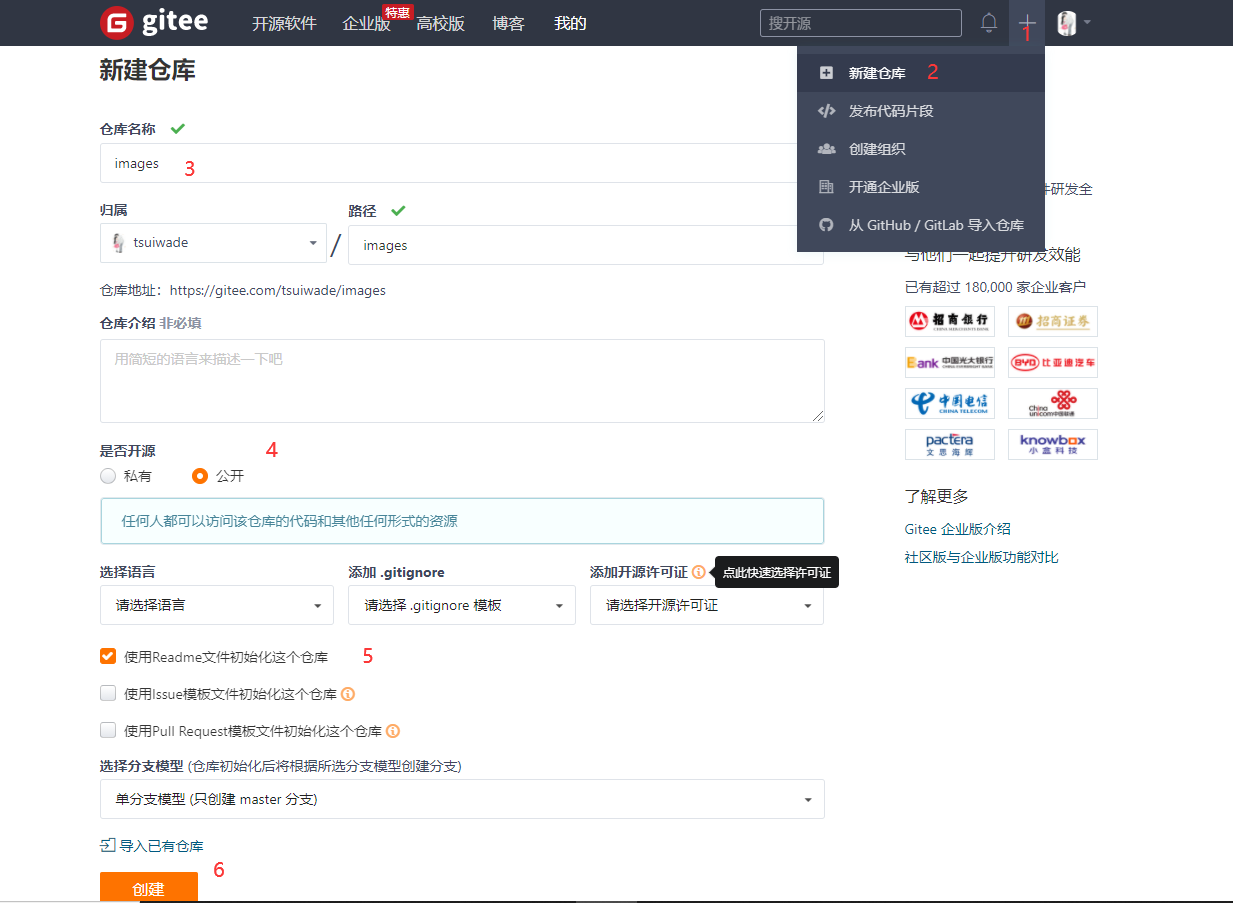 gitee
开源软件 企业版 特惠 高校版 博客 我的
搜开源
1
新建仓库 2
发布代码片段
创建组织
开通企业版
从 GitHub / GitLab 导入仓库
新建仓库
仓库名称
images 3
归属
路径
tsuiwade / images
仓库地址：https://gitee.com/tsuiwade/images
仓库介绍 非必填
用简短的语言来描述一下吧
是否开源 4
私有 公开
任何人都可以访问该仓库的代码和其他任何形式的资源
选择语言 添加 .gitignore 添加开源许可证 点此快速选择许可证
请选择语言 请选择 .gitignore 模板 请选择开源许可证
使用Readme文件初始化这个仓库 5
使用Issue模板文件初始化这个仓库
使用Pull Request模板文件初始化这个仓库
选择分支模型 (仓库初始化后将根据所选分支模型创建分支)
单分支模型 (只创建 master 分支)
导入已有仓库
创建 6
件研发全
与他们一起提升研发效能
已有超过 180,000 家企业客户
招商银行
CHINA MERCHANTS BANK
招商证券
Bank 中国光大银行
CHINA EVERBRIGHT BANK
BYD 比亚迪汽车
中国电信
CHINA TELECOM
China unicom中国联通
pactera
文思海辉
knowbox
小盒科技
了解更多
Gitee 企业版介绍
社区版与企业版功能对比